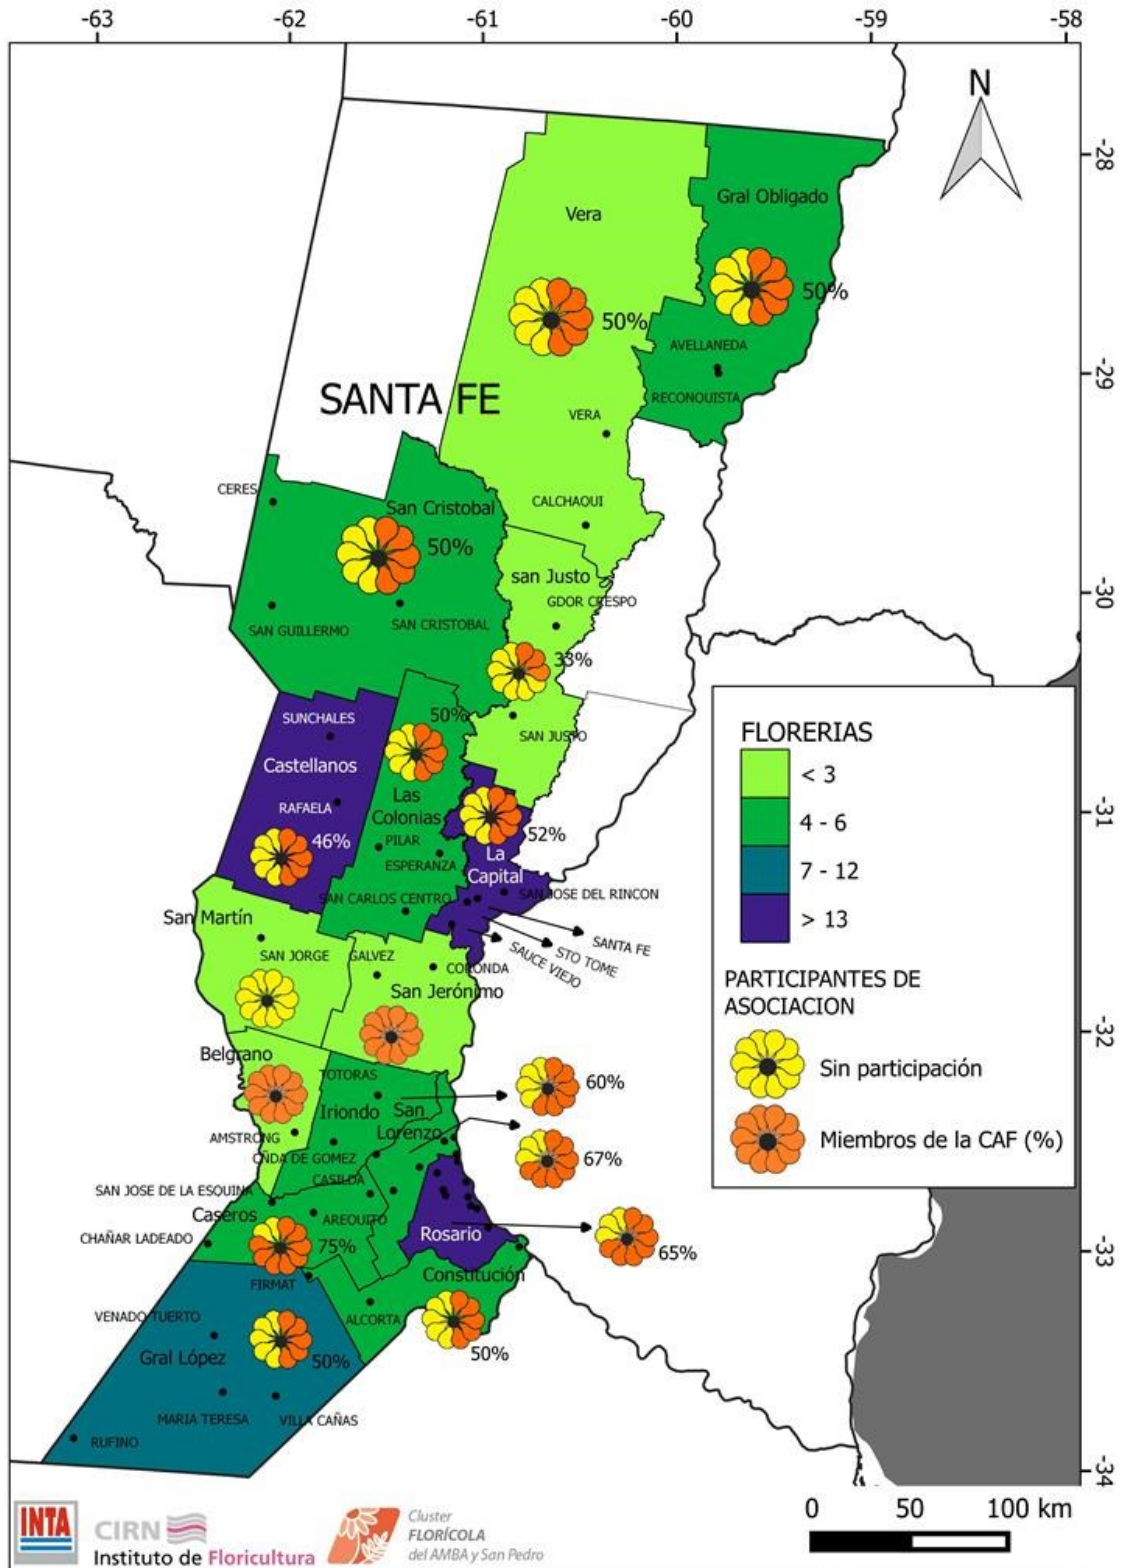 -63
-62
-61
-60
-59
-58
N
-28
-29
-30
-31
-32
-33
-34
Vera
Gral Obligado
50%
50%
AVELLANEDA
RECONQUISTA
SANTA FE
VERA
CERES
CALCHAQUI
San Cristobal
50%
san Justo
GDOR CRESPO
SAN GUILLERMO
SAN CRISTOBAL
33%
SUNCHALES
50%
SAN JUSTO
Castellanos
Las
Colonias
RAFAELA
46%
PILAR
52%
ESPERANZA
La
Capital
SAN CARLOS CENTRO
SAN JOSE DEL RINCON
San Martín
SANTA FE
STO TOME
SAUCE VIEJO
SAN JORGE
GALVEZ
CORONDA
San Jerónimo
Belgrano
TOTORAS
60%
Iriondo
San
Lorenzo
AMSTRONG
CÑDA DE GOMEZ
67%
CASILDA
SAN JOSE DE LA ESQUINA
Caseros
AREQUITO
CHAÑAR LADEADO
75%
Rosario
65%
FIRMAT
Constitución
VENADO TUERTO
ALCORTA
Gral López
50%
50%
MARIA TERESA
VILLA CAÑAS
RUFINO
FLORERIAS
< 3
4 - 6
7 - 12
> 13
PARTICIPANTES DE
ASOCIACION
Sin participación
Miembros de la CAF (%)
INTA
CIRN
Instituto de Floricultura
Cluster
FLORÍCOLA
del AMBA y San Pedro
0 50 100 km